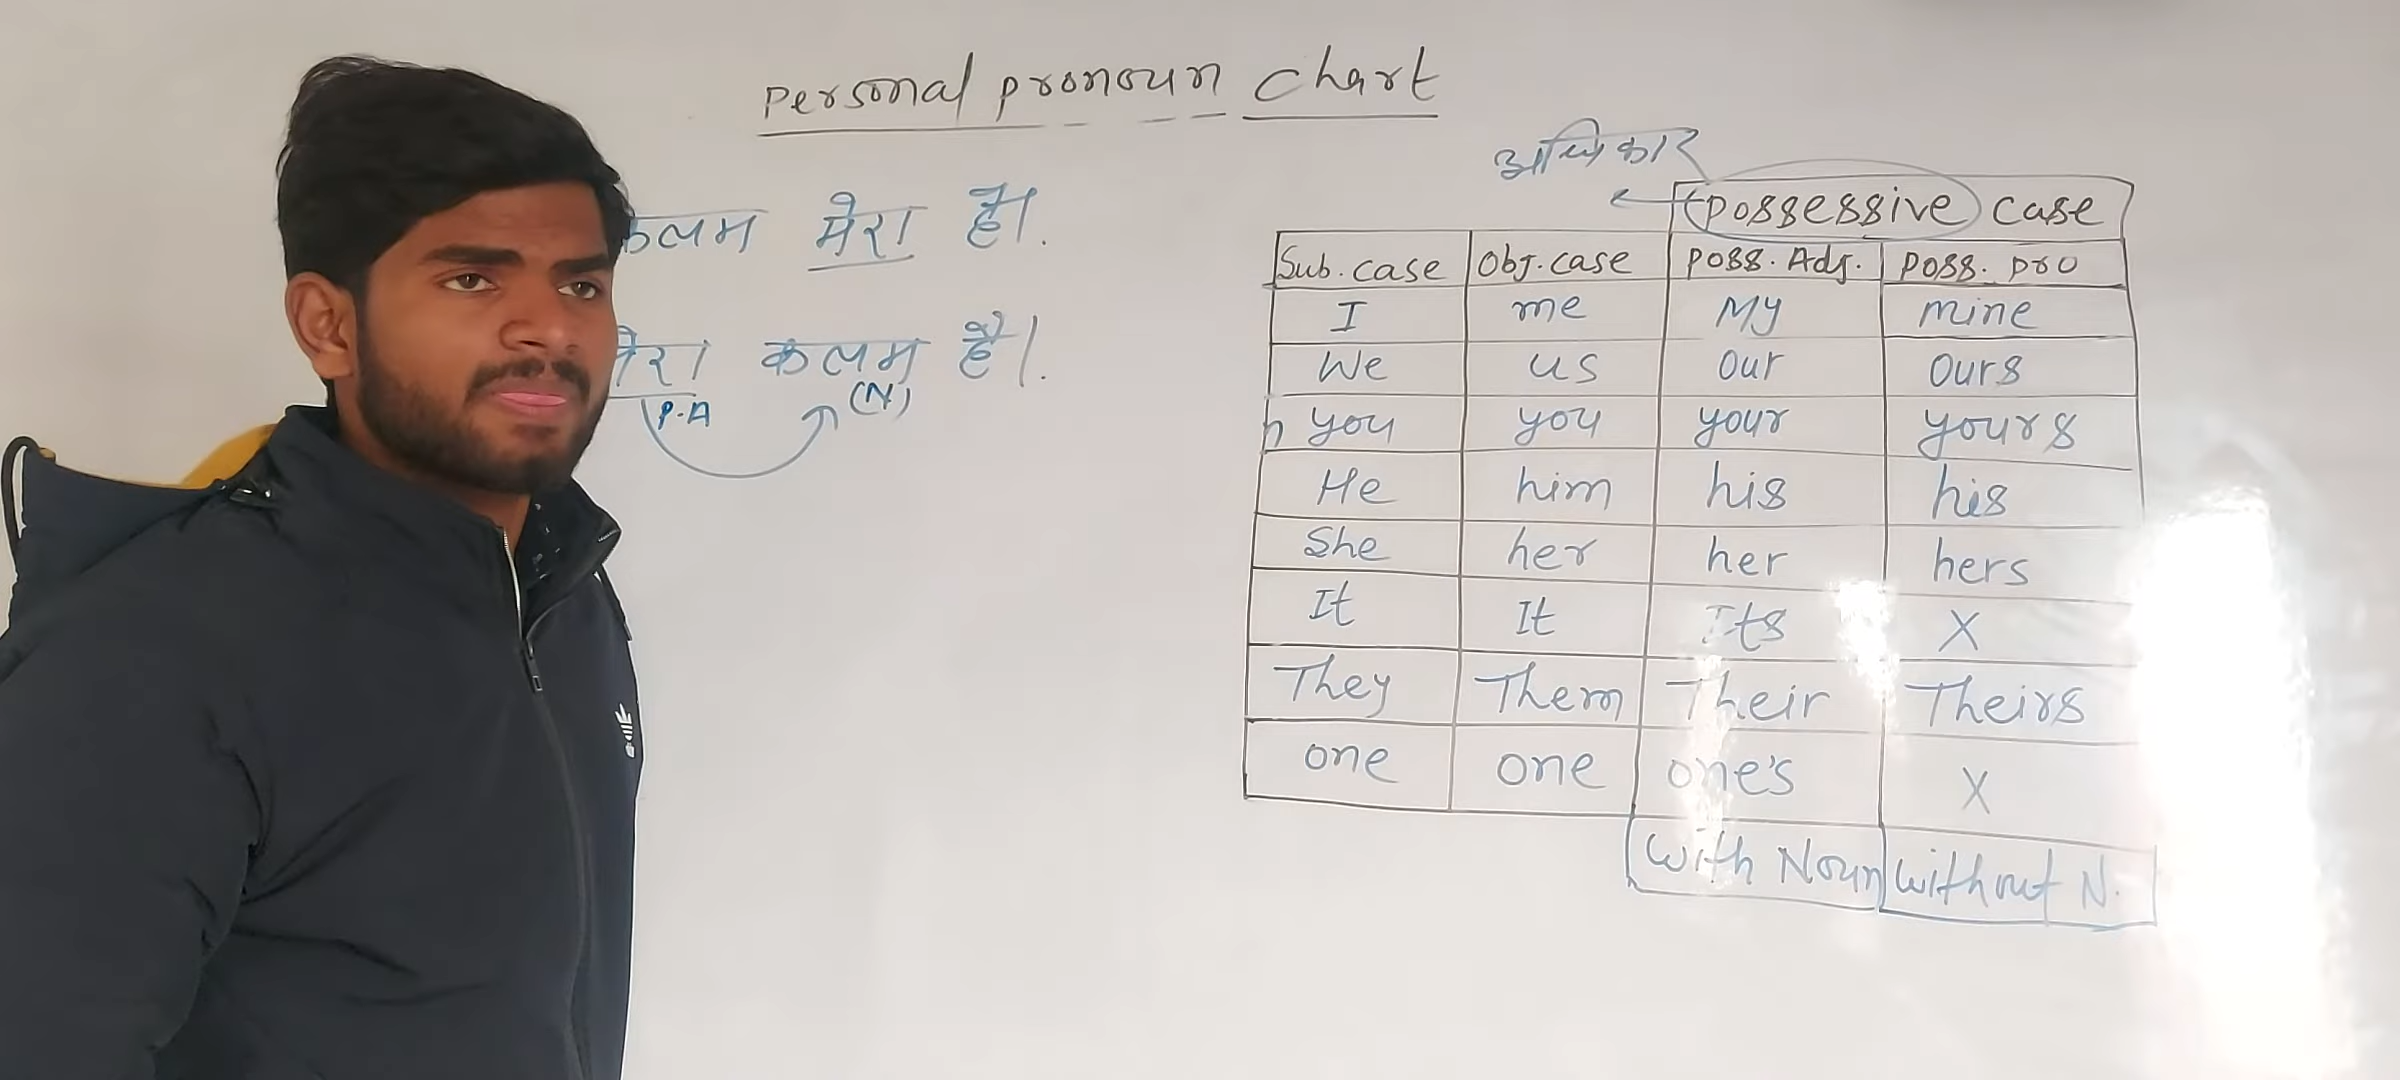 Personal pronoun chart
अधिकार
कलम मेरा है।
possessive case
Sub. case obj. case poss. Adj. poss. pro
I me My mine
मेरा कलम है।
P.A (N)
We us our ours
you you your yours
He him his his
She her her hers
It It Its X
They Them Their Theirs
one one one's X
with Noun without N.